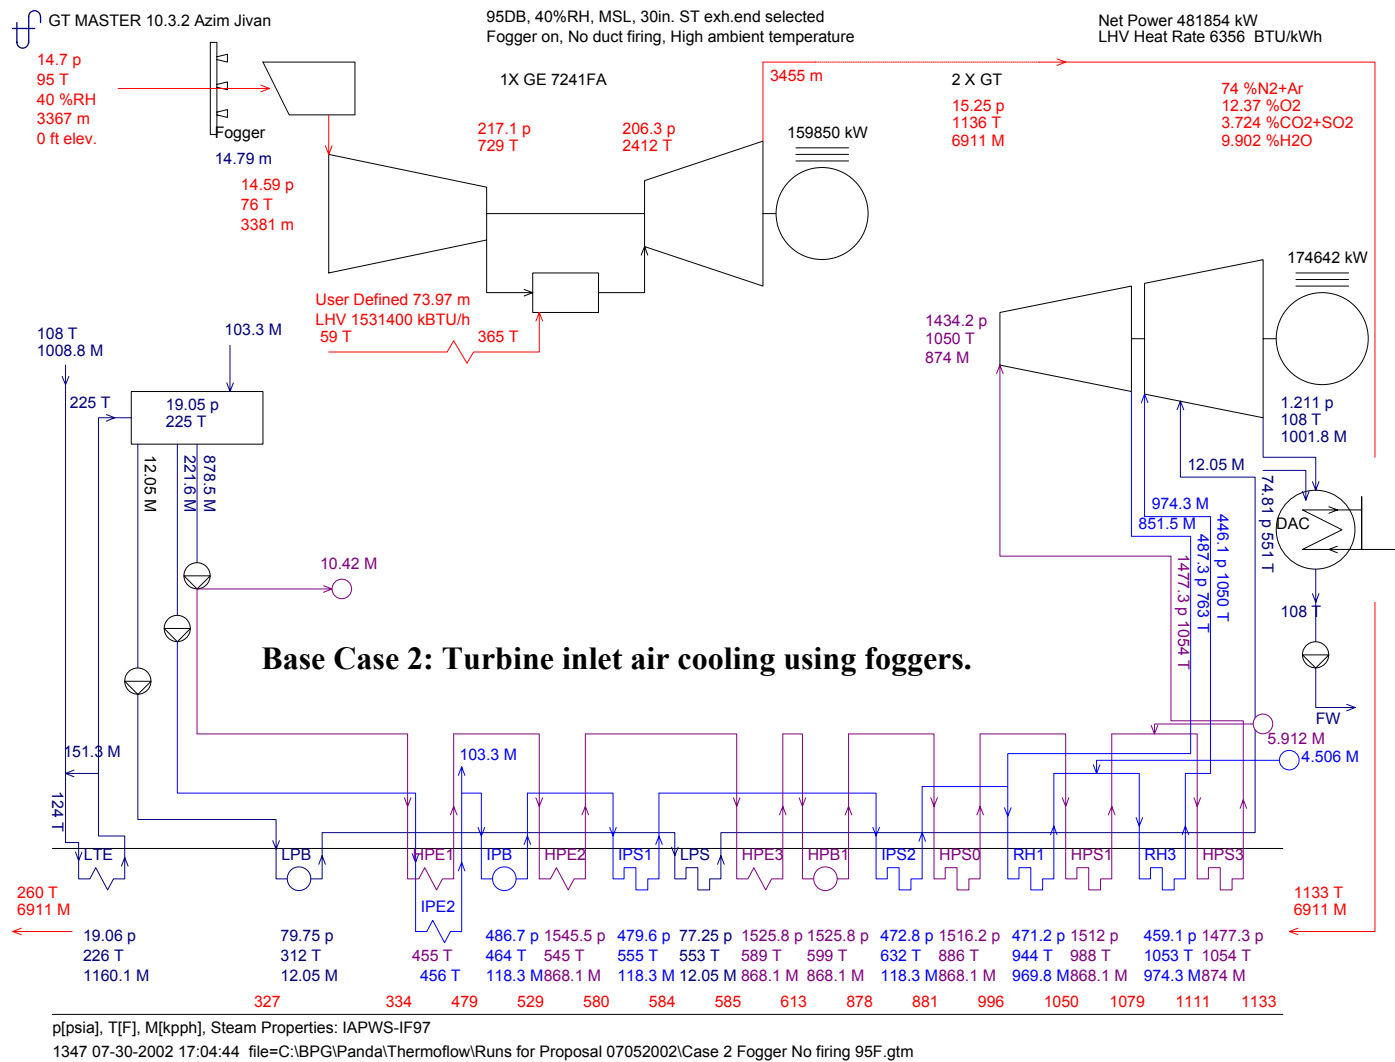 GT MASTER 10.3.2 Azim Jivan
95DB, 40%RH, MSL, 30in. ST exh.end selected
Fogger on, No duct firing, High ambient temperature
Net Power 481854 kW
LHV Heat Rate 6356  BTU/kWh
1X GE 7241FA
14.7 p
95 T
40 %RH
3367 m
0 ft elev.
Fogger
14.79 m
14.59 p
76 T
3381 m
217.1 p
729 T
206.3 p
2412 T
3455 m
159850 kW
2 X GT
15.25 p
1136 T
6911 M
74 %N2+Ar
12.37 %O2
3.724 %CO2+SO2
9.902 %H2O
User Defined 73.97 m
LHV 1531400 kBTU/h
59 T
365 T
174642 kW
1434.2 p
1050 T
874 M
108 T
1008.8 M
103.3 M
225 T
19.05 p
225 T
12.05 M
221.6 M
878.5 M
10.42 M
1.211 p
108 T
1001.8 M
12.05 M
74.81 p 551 T
974.3 M
851.5 M
446.1 p 1050 T
487.3 p 763 T
1477.3 p 1054 T
DAC
108 T
FW
Base Case 2: Turbine inlet air cooling using foggers.
5.912 M
4.506 M
151.3 M
124 T
103.3 M
LTE
LPB
HPE1
IPB
HPE2
IPS1
LPS
HPE3
HPB1
IPS2
HPS0
RH1
HPS1
RH3
HPS3
IPE2
260 T
6911 M
1133 T
6911 M
19.06 p
226 T
1160.1 M
79.75 p
312 T
12.05 M
455 T
456 T
486.7 p
464 T
118.3 M
1545.5 p
545 T
868.1 M
479.6 p
555 T
118.3 M
77.25 p
553 T
12.05 M
1525.8 p
589 T
868.1 M
1525.8 p
599 T
868.1 M
472.8 p
632 T
118.3 M
1516.2 p
886 T
868.1 M
471.2 p
944 T
969.8 M
1512 p
988 T
868.1 M
459.1 p
1053 T
974.3 M
1477.3 p
1054 T
874 M
327 334 479 529 580 584 585 613 878 881 996 1050 1079 1111 1133
p[psia], T[F], M[kpph], Steam Properties: IAPWS-IF97
1347 07-30-2002 17:04:44  file=C:\BPG\Panda\Thermoflow\Runs for Proposal 07052002\Case 2 Fogger No firing 95F.gtm